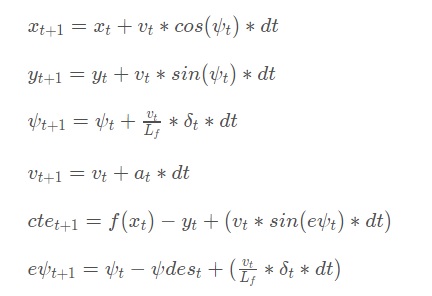 x_{t+1} = x_t + v_t * cos(ψ_t) * dt
y_{t+1} = y_t + v_t * sin(ψ_t) * dt
ψ_{t+1} = ψ_t + \frac{v_t}{L_f} * δ_t * dt
v_{t+1} = v_t + a_t * dt
cte_{t+1} = f(x_t) − y_t + (v_t * sin(eψ_t) * dt)
eψ_{t+1} = ψ_t − ψdes_t + (\frac{v_t}{L_f} * δ_t * dt)